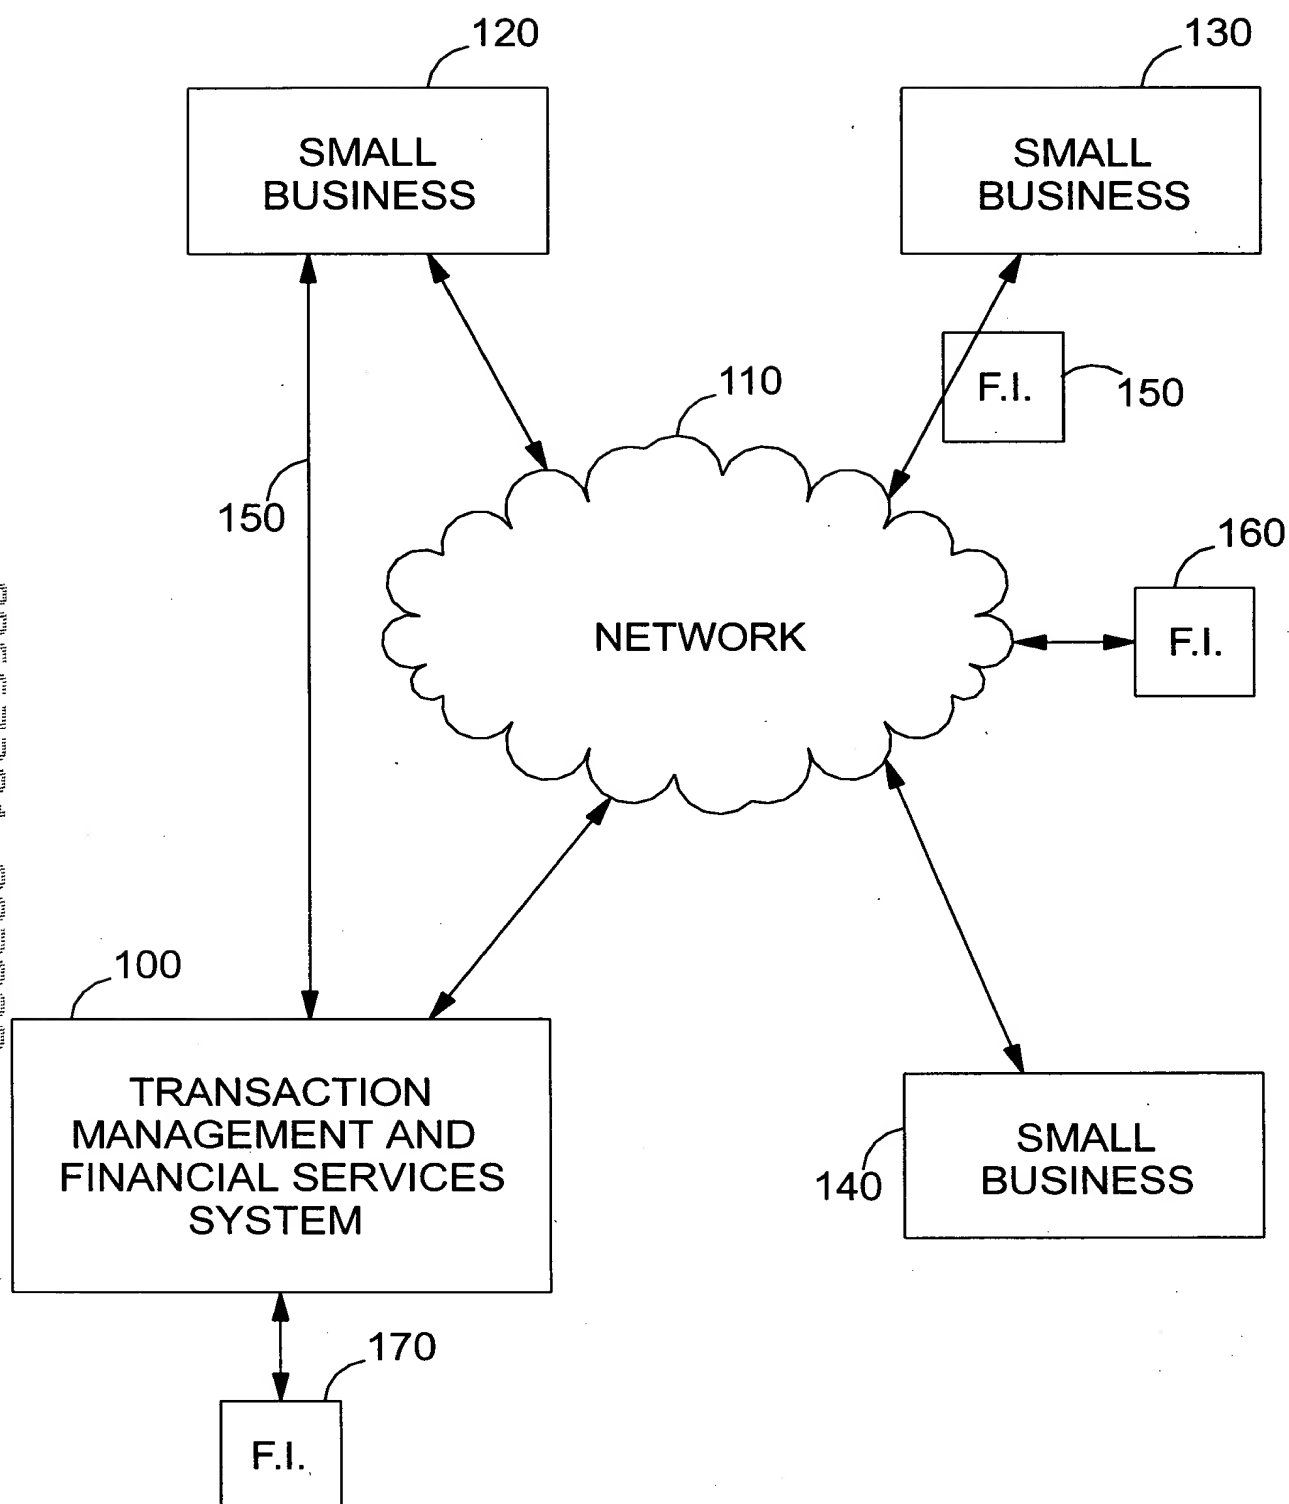 120
130
SMALL
BUSINESS
SMALL
BUSINESS
110
F.I.
150
150
160
NETWORK
F.I.
100
TRANSACTION
MANAGEMENT AND
FINANCIAL SERVICES
SYSTEM
SMALL
BUSINESS
140
170
F.I.